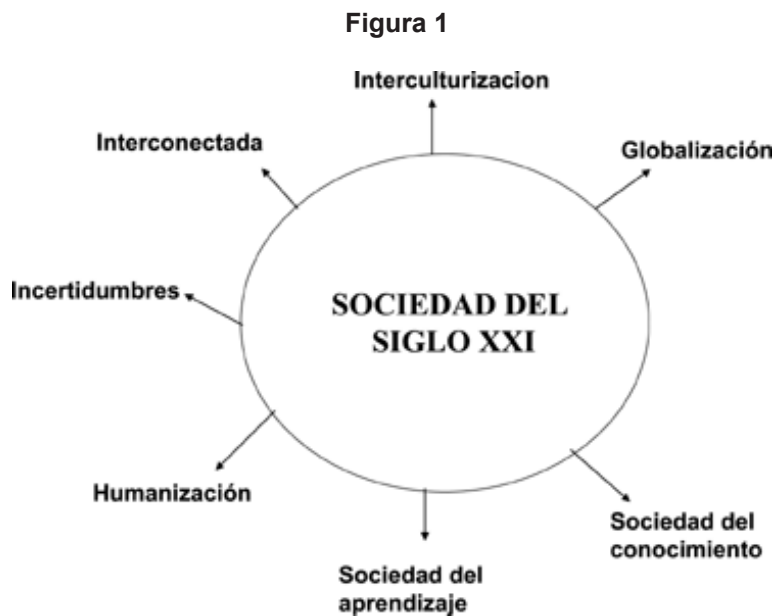 Figura 1
Interculturizacion
Interconectada
Globalización
Incertidumbres
SOCIEDAD DEL
SIGLO XXI
Humanización
Sociedad del
conocimiento
Sociedad del
aprendizaje